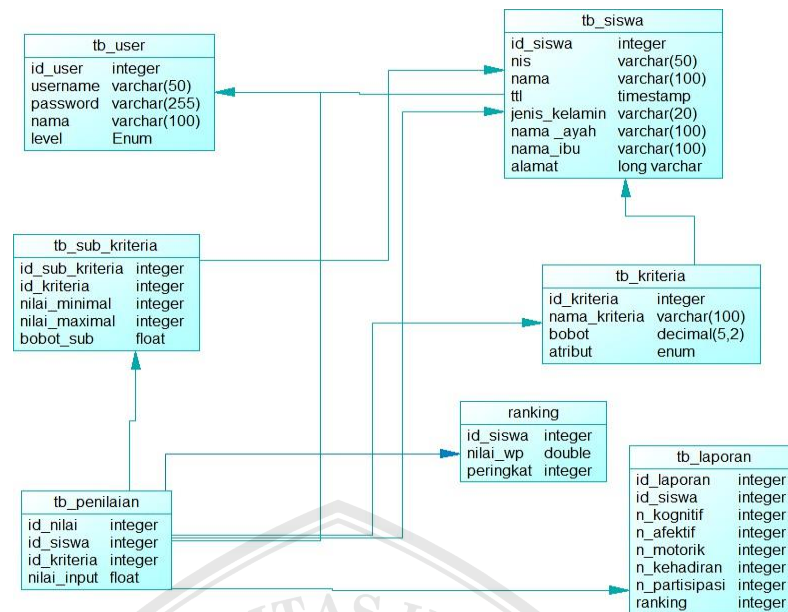 tb_user
id_user integer
username varchar(50)
password varchar(255)
nama varchar(100)
level Enum
tb_siswa
id_siswa integer
nis varchar(50)
nama varchar(100)
ttl timestamp
jenis_kelamin varchar(20)
nama _ayah varchar(100)
nama_ibu varchar(100)
alamat long varchar
tb_sub_kriteria
id_sub_kriteria integer
id_kriteria integer
nilai_minimal integer
nilai_maximal integer
bobot_sub float
tb_kriteria
id_kriteria integer
nama_kriteria varchar(100)
bobot decimal(5,2)
atribut enum
ranking
id_siswa integer
nilai_wp double
peringkat integer
tb_laporan
id_laporan integer
id_siswa integer
n_kognitif integer
n_afektif integer
n_motorik integer
n_kehadiran integer
n_partisipasi integer
ranking integer
tb_penilaian
id_nilai integer
id_siswa integer
id_kriteria integer
nilai_input float